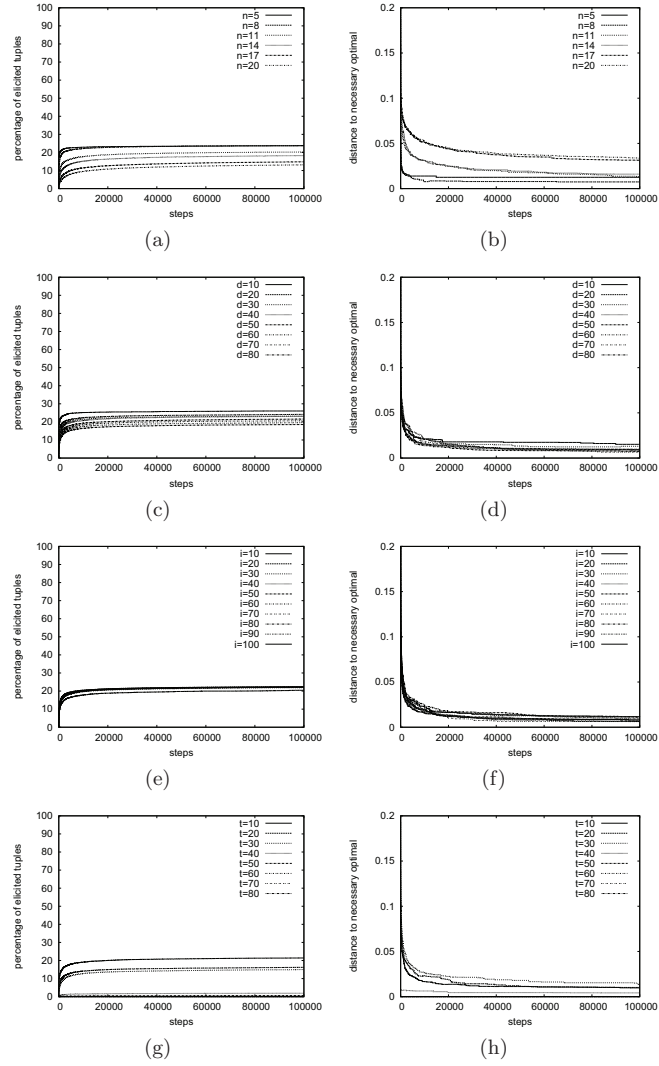 percentage of elicited tuples
100
90
80
70
60
50
40
30
20
10
0
0 20000 40000 60000 80000 100000
steps
n=5
n=8
n=11
n=14
n=17
n=20
(a)
distance to necessary optimal
0.2
0.15
0.1
0.05
0
0 20000 40000 60000 80000 100000
steps
n=5
n=8
n=11
n=14
n=17
n=20
(b)
percentage of elicited tuples
100
90
80
70
60
50
40
30
20
10
0
0 20000 40000 60000 80000 100000
steps
d=10
d=20
d=30
d=40
d=50
d=60
d=70
d=80
(c)
distance to necessary optimal
0.2
0.15
0.1
0.05
0
0 20000 40000 60000 80000 100000
steps
d=10
d=20
d=30
d=40
d=50
d=60
d=70
d=80
(d)
percentage of elicited tuples
100
90
80
70
60
50
40
30
20
10
0
0 20000 40000 60000 80000 100000
steps
i=10
i=20
i=30
i=40
i=50
i=60
i=70
i=80
i=90
i=100
(e)
distance to necessary optimal
0.2
0.15
0.1
0.05
0
0 20000 40000 60000 80000 100000
steps
i=10
i=20
i=30
i=40
i=50
i=60
i=70
i=80
i=90
i=100
(f)
percentage of elicited tuples
100
90
80
70
60
50
40
30
20
10
0
0 20000 40000 60000 80000 100000
steps
t=10
t=20
t=30
t=40
t=50
t=60
t=70
t=80
(g)
distance to necessary optimal
0.2
0.15
0.1
0.05
0
0 20000 40000 60000 80000 100000
steps
t=10
t=20
t=30
t=40
t=50
t=60
t=70
t=80
(h)